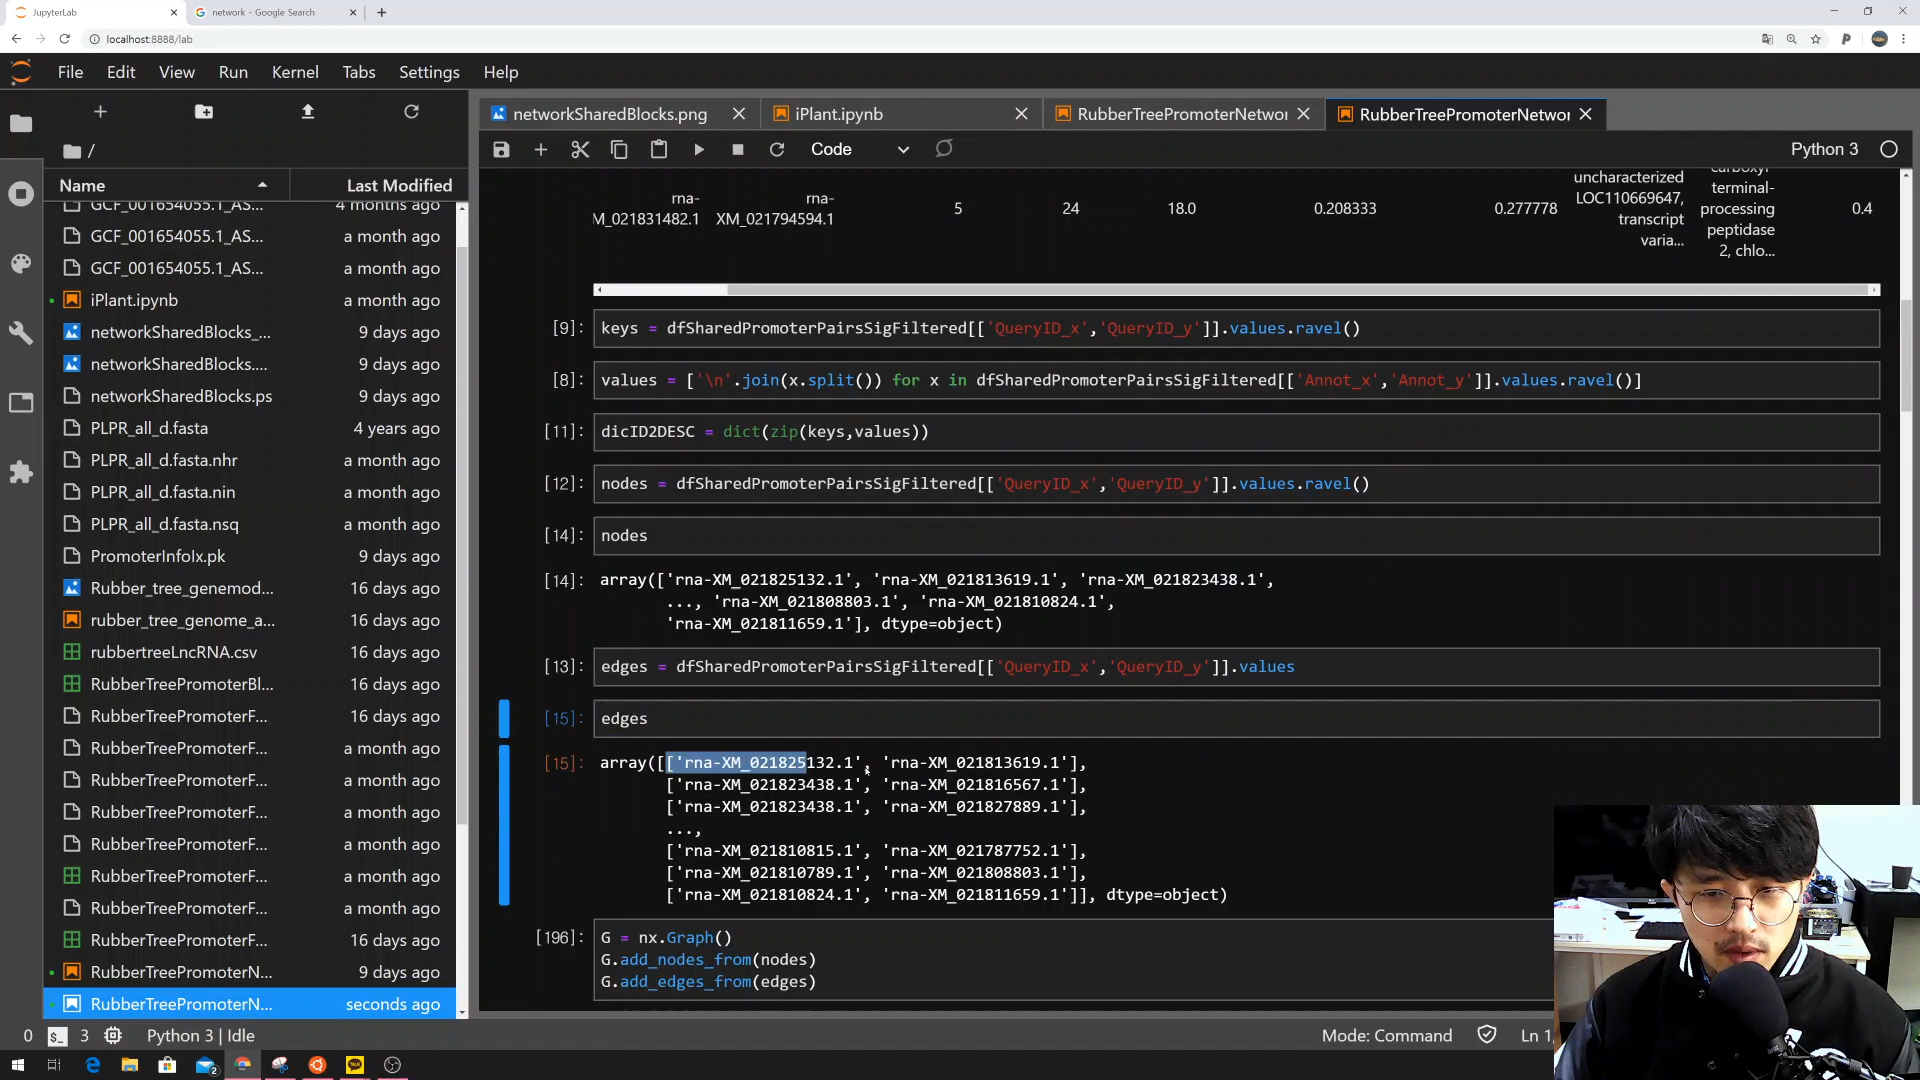 JupyterLab
network - Google Search
localhost:8888/lab
File Edit View Run Kernel Tabs Settings Help
networkSharedBlocks.png
iPlant.ipynb
RubberTreePromoterNetwor
RubberTreePromoterNetwor
Code
Python 3
/
Name
Last Modified
GCF_001654055.1_AS... 4 months ago
GCF_001654055.1_AS... a month ago
GCF_001654055.1_AS... a month ago
iPlant.ipynb a month ago
networkSharedBlocks_... 9 days ago
networkSharedBlocks.... 9 days ago
networkSharedBlocks.ps 9 days ago
PLPR_all_d.fasta 4 years ago
PLPR_all_d.fasta.nhr a month ago
PLPR_all_d.fasta.nin a month ago
PLPR_all_d.fasta.nsq a month ago
PromoterInfoIx.pk 9 days ago
Rubber_tree_genemod... 16 days ago
rubber_tree_genome_a... 16 days ago
rubbertreeLncRNA.csv 16 days ago
RubberTreePromoterBl... 16 days ago
RubberTreePromoterF... 16 days ago
RubberTreePromoterF... a month ago
RubberTreePromoterF... a month ago
RubberTreePromoterF... a month ago
RubberTreePromoterF... a month ago
RubberTreePromoterF... a month ago
RubberTreePromoterF... a month ago
RubberTreePromoterF... 16 days ago
RubberTreePromoterN... 9 days ago
RubberTreePromoterN... seconds ago
rna-
XM_021831482.1
rna-
XM_021794594.1
5
24
18.0
0.208333
0.277778
uncharacterized
LOC110669647,
transcript
varia...
carboxyl-
terminal-
processing
peptidase
2, chlo...
0.4
[9]: keys = dfSharedPromoterPairsSigFiltered[['QueryID_x','QueryID_y']].values.ravel()
[8]: values = ['\n'.join(x.split()) for x in dfSharedPromoterPairsSigFiltered[['Annot_x','Annot_y']].values.ravel()]
[11]: dicID2DESC = dict(zip(keys,values))
[12]: nodes = dfSharedPromoterPairsSigFiltered[['QueryID_x','QueryID_y']].values.ravel()
[14]: nodes
[14]: array(['rna-XM_021825132.1', 'rna-XM_021813619.1', 'rna-XM_021823438.1',
..., 'rna-XM_021808803.1', 'rna-XM_021810824.1',
'rna-XM_021811659.1'], dtype=object)
[13]: edges = dfSharedPromoterPairsSigFiltered[['QueryID_x','QueryID_y']].values
[15]: edges
[15]: array([['rna-XM_021825132.1', 'rna-XM_021813619.1'],
['rna-XM_021823438.1', 'rna-XM_021816567.1'],
['rna-XM_021823438.1', 'rna-XM_021827889.1'],
...,
['rna-XM_021810815.1', 'rna-XM_021787752.1'],
['rna-XM_021810789.1', 'rna-XM_021808803.1'],
['rna-XM_021810824.1', 'rna-XM_021811659.1']], dtype=object)
[196]: G = nx.Graph()
G.add_nodes_from(nodes)
G.add_edges_from(edges)
0 $_ 3 Python 3 | Idle
Mode: Command
Ln 1,